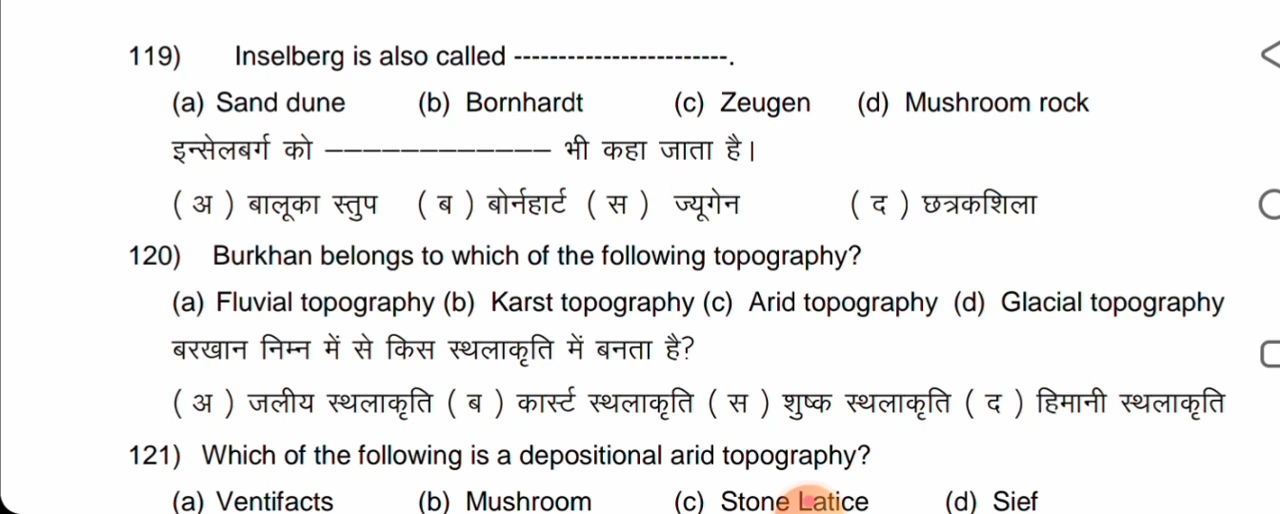 119) Inselberg is also called ------------------------.
(a) Sand dune (b) Bornhardt (c) Zeugen (d) Mushroom rock
इन्सेलबर्ग को –––––––––––––– भी कहा जाता है।
( अ ) बालूका स्तुप ( ब ) बोर्नहार्ट ( स ) ज्यूगेन ( द ) छत्रकशिला
120) Burkhan belongs to which of the following topography?
(a) Fluvial topography (b) Karst topography (c) Arid topography (d) Glacial topography
बरखान निम्न में से किस स्थलाकृति में बनता है?
( अ ) जलीय स्थलाकृति ( ब ) कार्स्ट स्थलाकृति ( स ) शुष्क स्थलाकृति ( द ) हिमानी स्थलाकृति
121) Which of the following is a depositional arid topography?
(a) Ventifacts (b) Mushroom (c) Stone Latice (d) Sief